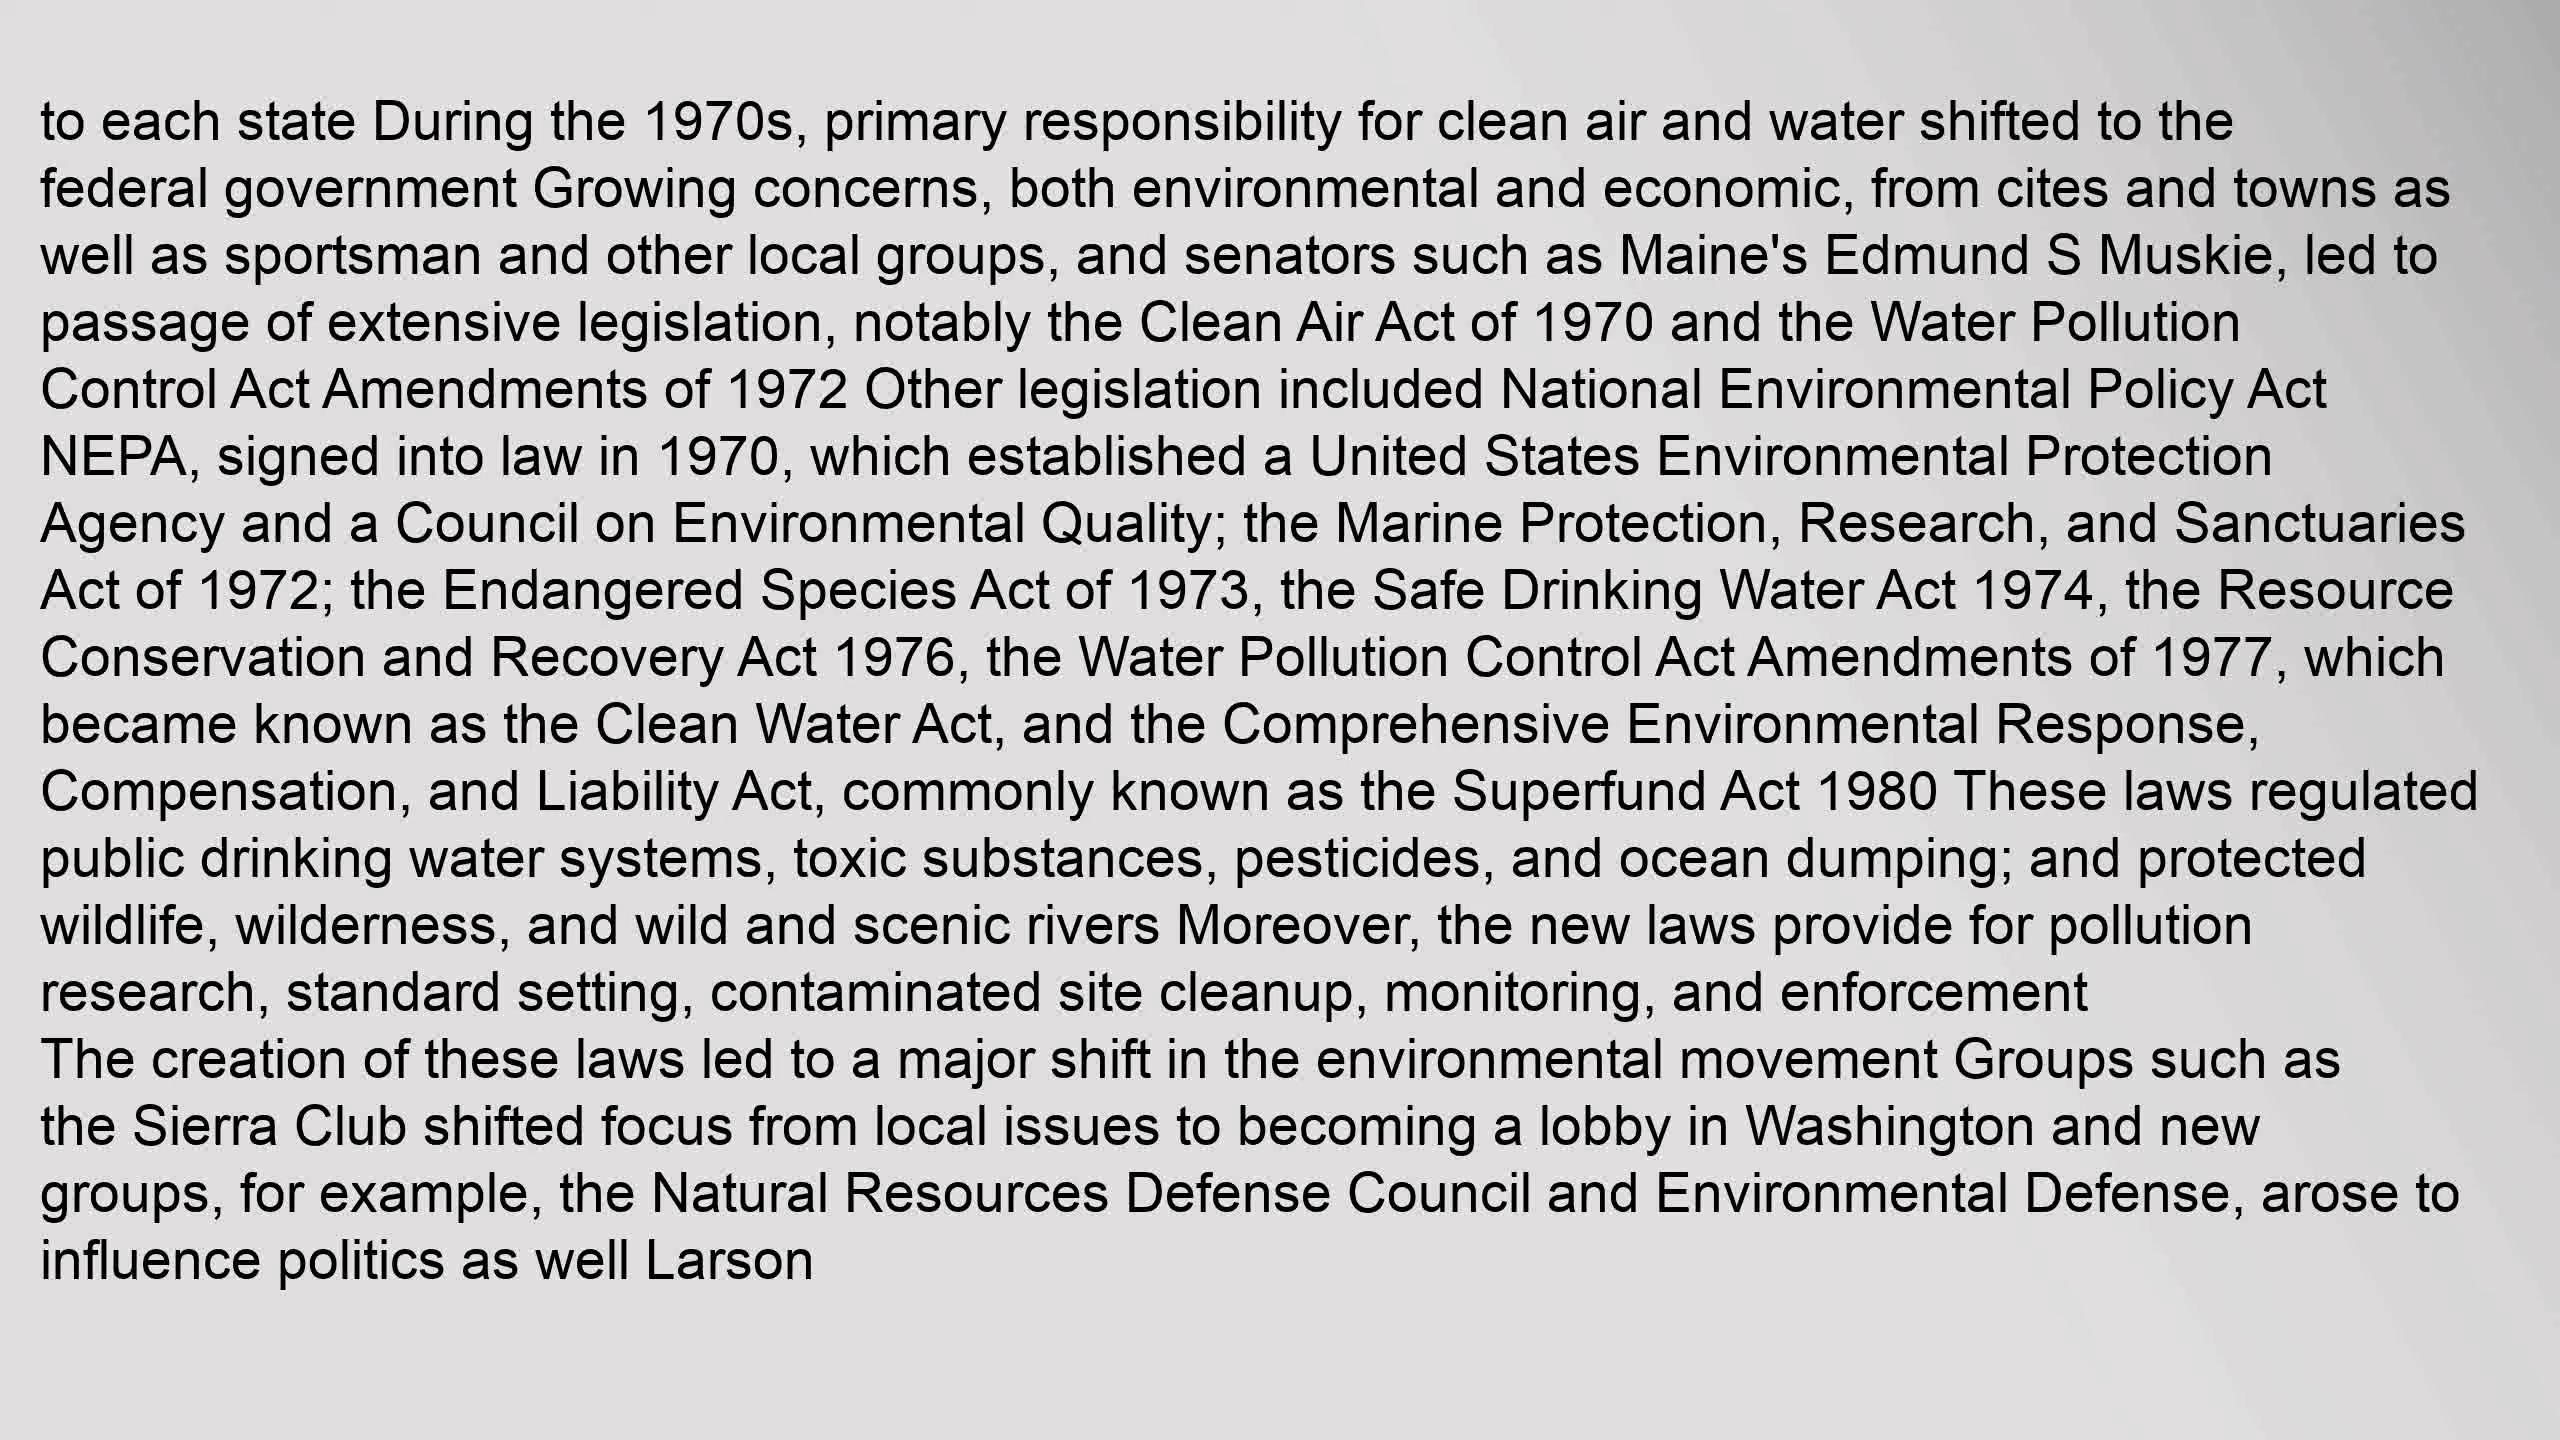 to each state During the 1970s, primary responsibility for clean air and water shifted to the
federal government Growing concerns, both environmental and economic, from cites and towns as
well as sportsman and other local groups, and senators such as Maine's Edmund S Muskie, led to
passage of extensive legislation, notably the Clean Air Act of 1970 and the Water Pollution
Control Act Amendments of 1972 Other legislation included National Environmental Policy Act
NEPA, signed into law in 1970, which established a United States Environmental Protection
Agency and a Council on Environmental Quality; the Marine Protection, Research, and Sanctuaries
Act of 1972; the Endangered Species Act of 1973, the Safe Drinking Water Act 1974, the Resource
Conservation and Recovery Act 1976, the Water Pollution Control Act Amendments of 1977, which
became known as the Clean Water Act, and the Comprehensive Environmental Response,
Compensation, and Liability Act, commonly known as the Superfund Act 1980 These laws regulated
public drinking water systems, toxic substances, pesticides, and ocean dumping; and protected
wildlife, wilderness, and wild and scenic rivers Moreover, the new laws provide for pollution
research, standard setting, contaminated site cleanup, monitoring, and enforcement
The creation of these laws led to a major shift in the environmental movement Groups such as
the Sierra Club shifted focus from local issues to becoming a lobby in Washington and new
groups, for example, the Natural Resources Defense Council and Environmental Defense, arose to
influence politics as well Larson